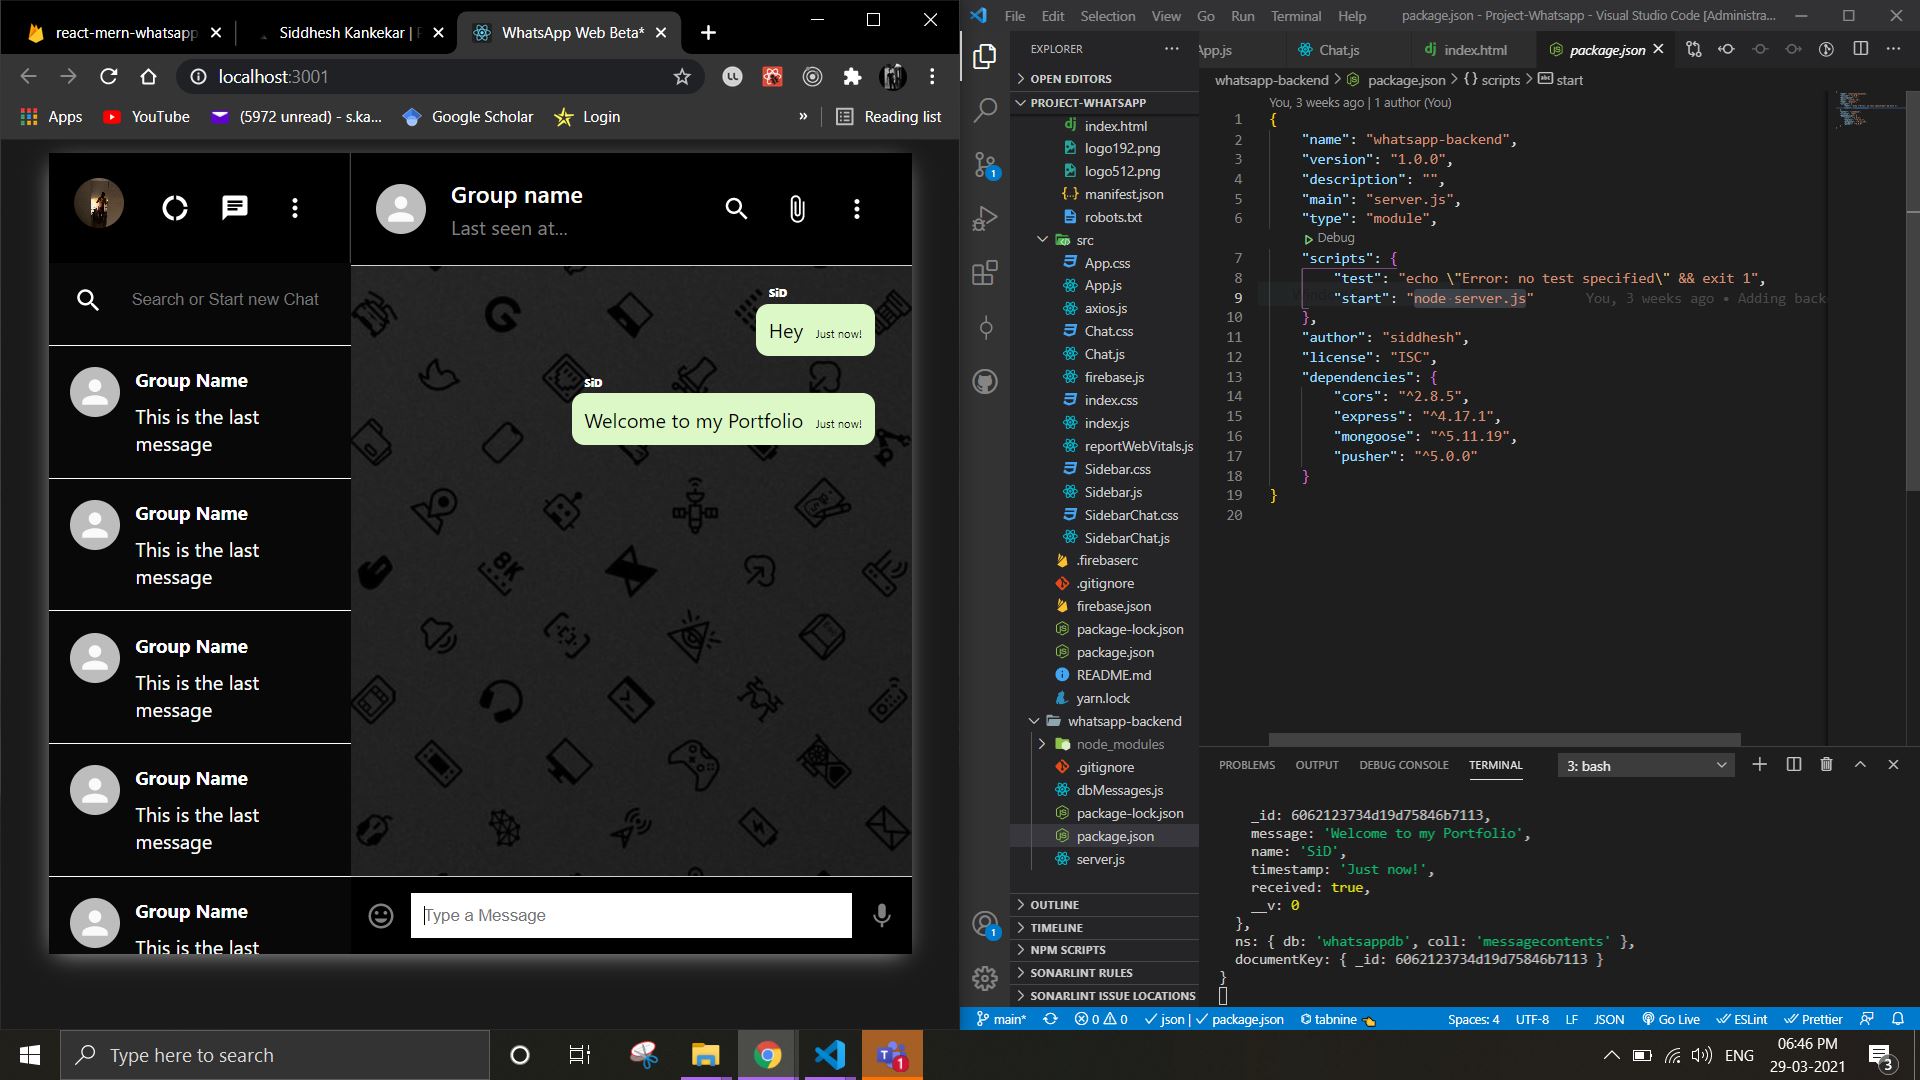 react-mern-whatsapp
Siddhesh Kankekar |
WhatsApp Web Beta*
localhost:3001
Apps
YouTube
(5972 unread) - s.ka...
Google Scholar
Login
»
Reading list
Group name
Last seen at...
Search or Start new Chat
Group Name
This is the last
message
Group Name
This is the last
message
Group Name
This is the last
message
Group Name
This is the last
message
Group Name
This is the last
SiD
Hey Just now!
SiD
Welcome to my Portfolio Just now!
8K
Type a Message
File Edit Selection View Go Run Terminal Help
package.json - Project-Whatsapp - Visual Studio Code [Administra...
EXPLORER
OPEN EDITORS
PROJECT-WHATSAPP
index.html
logo192.png
logo512.png
manifest.json
robots.txt
src
App.css
App.js
axios.js
Chat.css
Chat.js
firebase.js
index.css
index.js
reportWebVitals.js
Sidebar.css
Sidebar.js
SidebarChat.css
SidebarChat.js
.firebaserc
.gitignore
firebase.json
package-lock.json
package.json
README.md
yarn.lock
whatsapp-backend
node_modules
.gitignore
dbMessages.js
package-lock.json
package.json
server.js
OUTLINE
TIMELINE
NPM SCRIPTS
SONARLINT RULES
SONARLINT ISSUE LOCATIONS
1
1
App.js
Chat.js
index.html
package.json
whatsapp-backend > package.json > {} scripts > start
You, 3 weeks ago | 1 author (You)
1 {
2 "name": "whatsapp-backend",
3 "version": "1.0.0",
4 "description": "",
5 "main": "server.js",
6 "type": "module",
Debug
7 "scripts": {
8 "test": "echo \"Error: no test specified\" && exit 1",
9 "start": "node server.js" You, 3 weeks ago • Adding back
10 },
11 "author": "siddhesh",
12 "license": "ISC",
13 "dependencies": {
14 "cors": "^2.8.5",
15 "express": "^4.17.1",
16 "mongoose": "^5.11.19",
17 "pusher": "^5.0.0"
18 }
19 }
20
PROBLEMS OUTPUT DEBUG CONSOLE TERMINAL
3: bash
_id: 6062123734d19d75846b7113,
message: 'Welcome to my Portfolio',
name: 'SiD',
timestamp: 'Just now!',
received: true,
__v: 0
},
ns: { db: 'whatsappdb', coll: 'messagecontents' },
documentKey: { _id: 6062123734d19d75846b7113 }
}
main*
0 0
json | package.json
tabnine
Spaces: 4
UTF-8
LF
JSON
Go Live
ESLint
Prettier
Type here to search
1
ENG
06:46 PM
29-03-2021
3